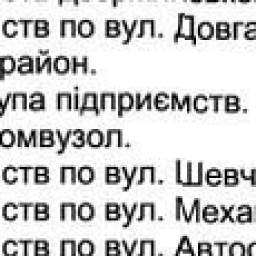 ств по вул. Довга
район.
упа підприємств.
омвузол.
ств по вул. Шевч
ств по вул. Механ
ств по вул. Автос